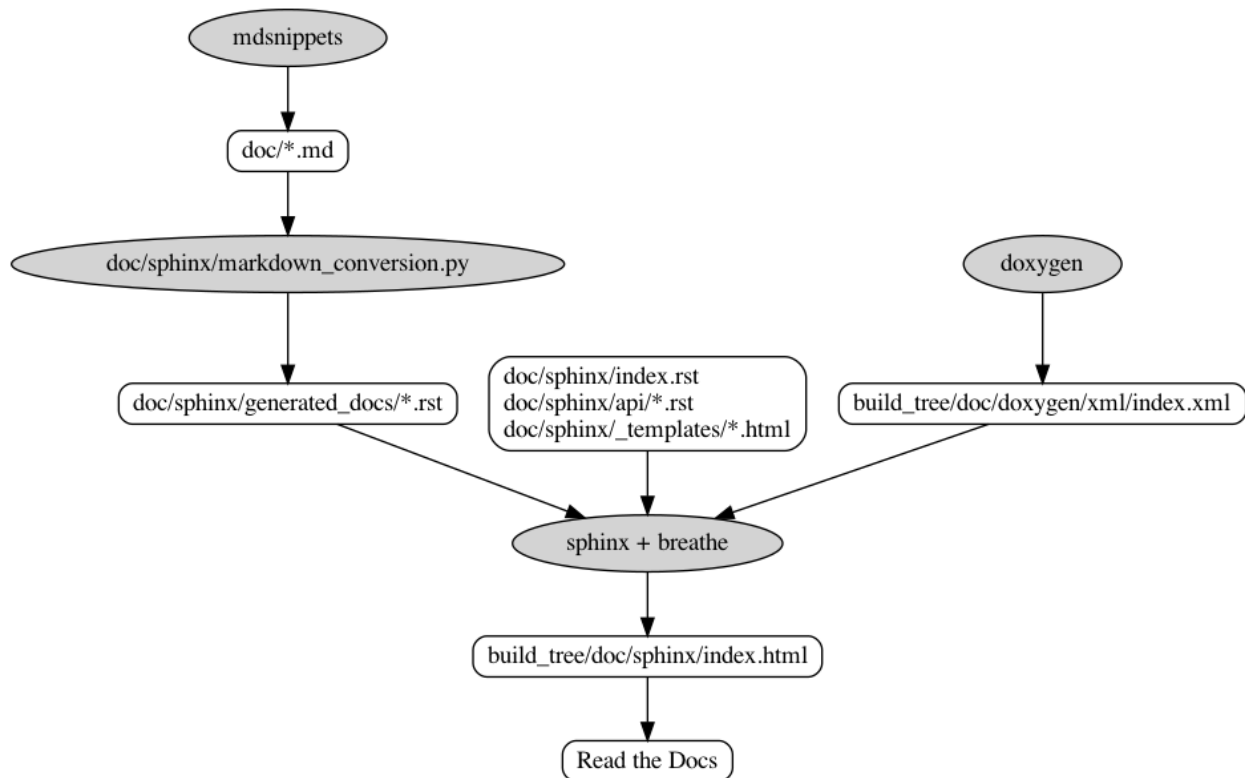 mdsnippets
doc/*.md
doc/sphinx/markdown_conversion.py
doxygen
doc/sphinx/generated_docs/*.rst
doc/sphinx/index.rst
doc/sphinx/api/*.rst
doc/sphinx/_templates/*.html
build_tree/doc/doxygen/xml/index.xml
sphinx + breathe
build_tree/doc/sphinx/index.html
Read the Docs